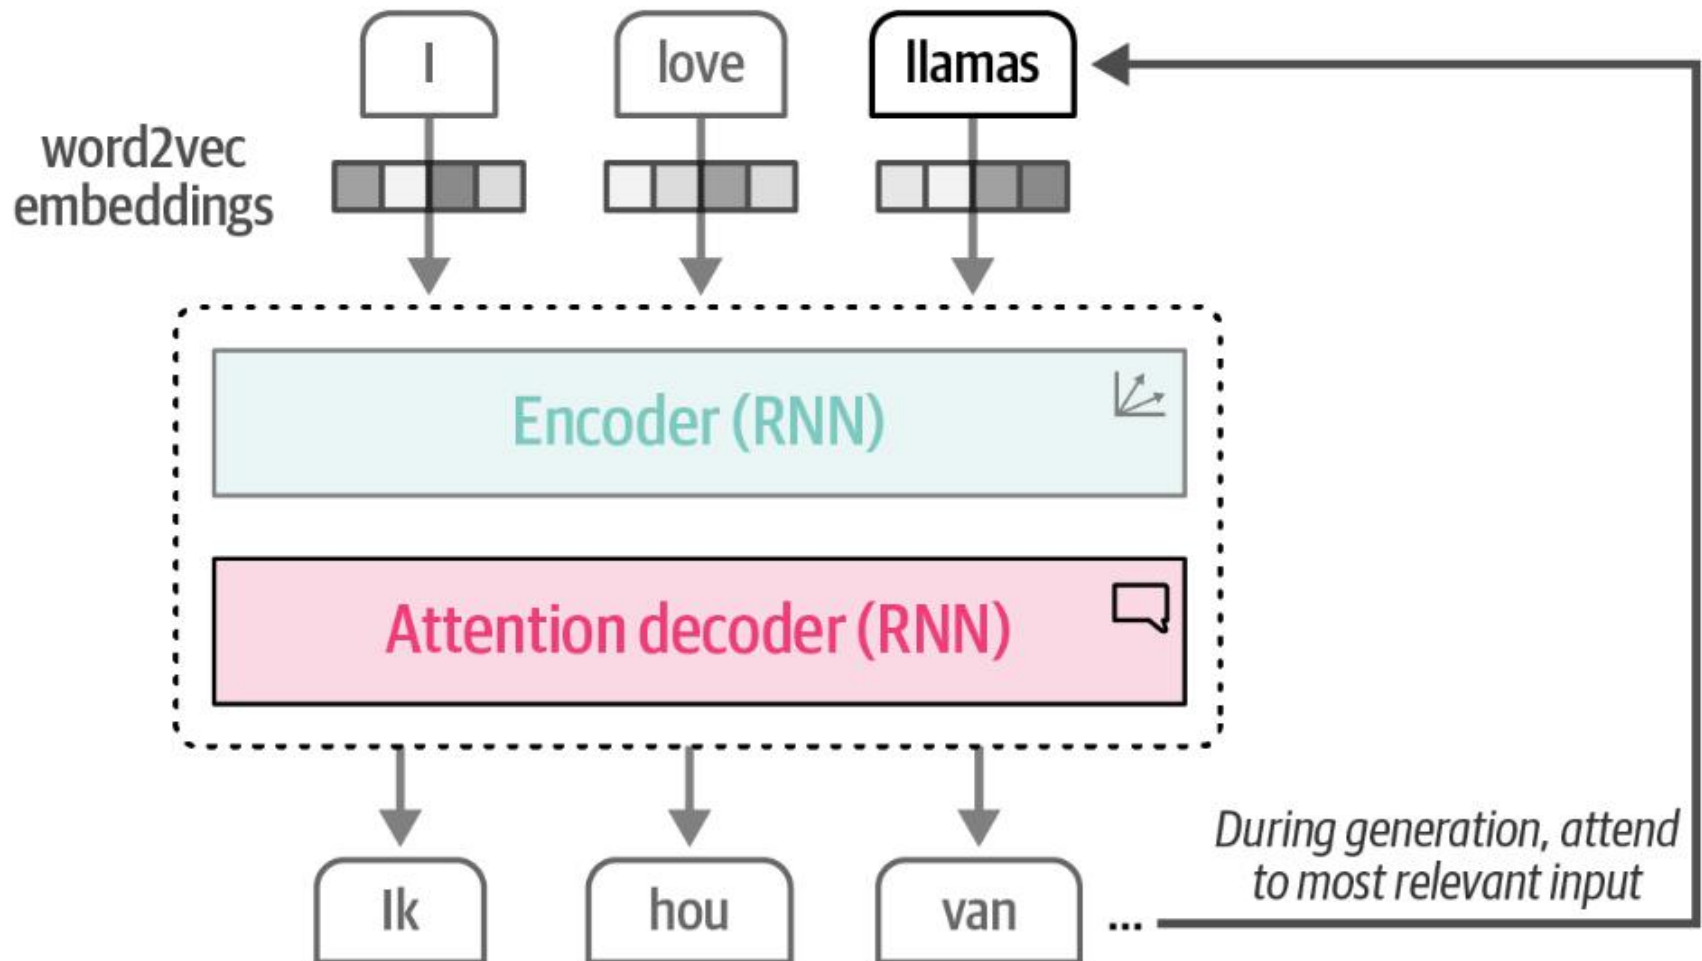 I
love
llamas
word2vec
embeddings
Encoder (RNN)
Attention decoder (RNN)
During generation, attend
to most relevant input
Ik
hou
van
...